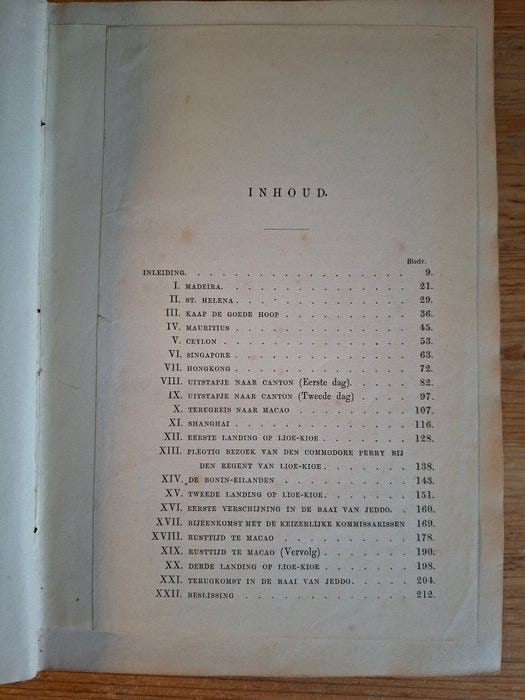 INHOUD.
Bladz.
INLEIDING. . . . . . . . . . . . . . . . . 9.
I. MADEIRA. . . . . . . . . . . . . . . 21.
II. ST. HELENA . . . . . . . . . . . . . . 29.
III. KAAP DE GOEDE HOOP . . . . . . . . . . 36.
IV. MAURITIUS . . . . . . . . . . . . . . 45.
V. CEYLON . . . . . . . . . . . . . . . 53.
VI. SINGAPORE . . . . . . . . . . . . . . 63.
VII. HONGKONG . . . . . . . . . . . . . . 72.
VIII. UITSTAPJE NAAR CANTON (Eerste dag). . . . . 82.
IX. UITSTAPJE NAAR CANTON (Tweede dag) . . . . 97.
X. TERUGREIS NAAR MACAO . . . . . . . . . 107.
XI. SHANGHAI . . . . . . . . . . . . . . 116.
XII. EERSTE LANDING OP LIOE-KIOE . . . . . . . 128.
XIII. PLEGTIG BEZOEK VAN DEN COMMODORE PERRY BIJ
DEN REGENT VAN LIOE-KIOE . . . . . . . 138.
XIV. DE BONIN-EILANDEN . . . . . . . . . . 143.
XV. TWEEDE LANDING OP LIOE-KIOE. . . . . . . 151.
XVI. EERSTE VERSCHIJNING IN DE BAAI VAN JEDDO. . . 160.
XVII. BIJEENKOMST MET DE KEIZERLIJKE KOMMISSARISSEN 169.
XVIII. RUSTTIJD TE MACAO . . . . . . . . . . 178.
XIX. RUSTTIJD TE MACAO (Vervolg) . . . . . . . 190.
XX. DERDE LANDING OP LIOE-KIOE . . . . . . . 198.
XXI. TERUGKOMST IN DE BAAI VAN JEDDO. . . . . . 204.
XXII. BESLISSING . . . . . . . . . . . . . 212.